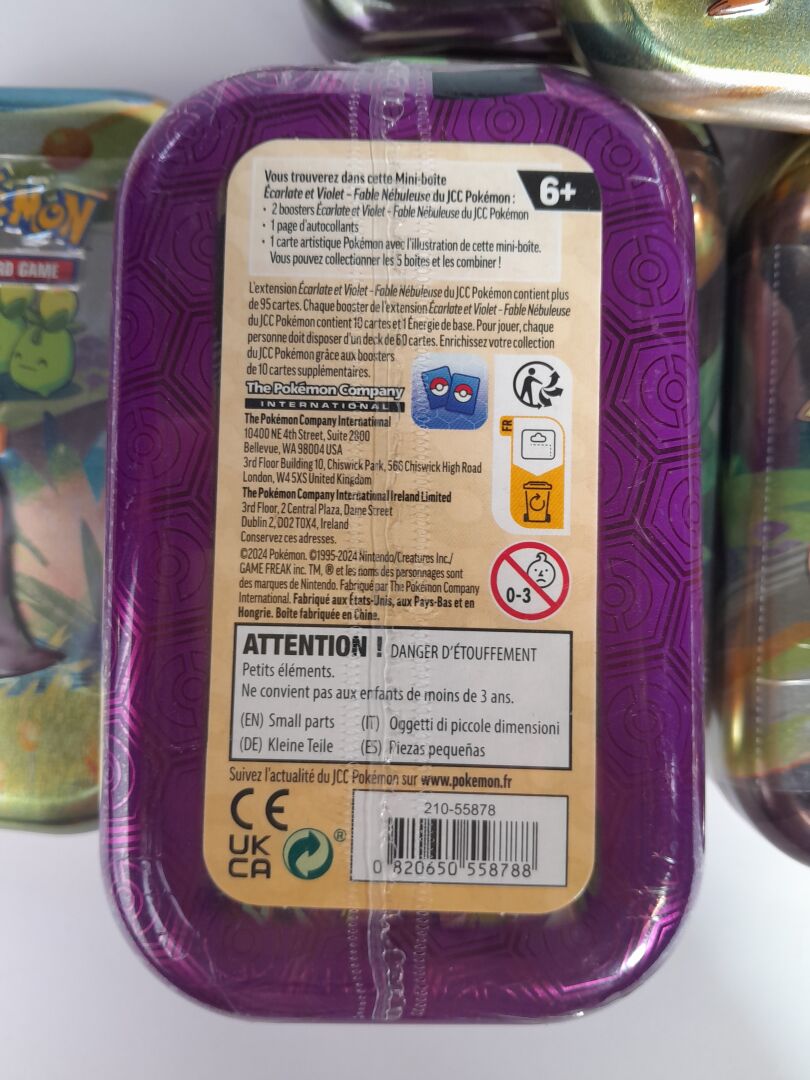 Vous trouverez dans cette Mini-boîte
Écarlate et Violet – Fable Nébuleuse du JCC Pokémon :
6+
• 2 boosters Écarlate et Violet - Fable Nébuleuse du JCC Pokémon
• 1 page d'autocollants
• 1 carte artistique Pokémon avec l'illustration de cette mini-boîte.
Vous pouvez collectionner les 5 boîtes et les combiner !
L'extension Écarlate et Violet – Fable Nébuleuse du JCC Pokémon contient plus
de 95 cartes. Chaque booster de l'extension Écarlate et Violet – Fable Nébuleuse
du JCC Pokémon contient 10 cartes et 1 Énergie de base. Pour jouer, chaque
personne doit disposer d'un deck de 60 cartes. Enrichissez votre collection
du JCC Pokémon grâce aux boosters
de 10 cartes supplémentaires.
The Pokémon Company
INTERNATIONAL
The Pokémon Company International
10400 NE 4th Street, Suite 2800
Bellevue, WA 98004 USA
3rd Floor Building 10, Chiswick Park, 566 Chiswick High Road
London, W4 5XS United Kingdom
The Pokémon Company International Ireland Limited
3rd Floor, 2 Central Plaza, Dame Street
Dublin 2, D02 T0X4, Ireland
Conservez ces adresses.
FR
©2024 Pokémon. ©1995-2024 Nintendo/Creatures Inc./
GAME FREAK inc. TM, ® et les noms des personnages sont
des marques de Nintendo. Fabriqué par The Pokémon Company
International. Fabriqué aux États-Unis, aux Pays-Bas et en
Hongrie. Boîte fabriquée en Chine.
0-3
ATTENTION ! DANGER D'ÉTOUFFEMENT
Petits éléments.
Ne convient pas aux enfants de moins de 3 ans.
(EN) Small parts (IT) Oggetti di piccole dimensioni
(DE) Kleine Teile (ES) Piezas pequeñas
Suivez l'actualité du JCC Pokémon sur www.pokemon.fr
CE
UK
CA
®
210-55878
0 820650 558788
RD GAME